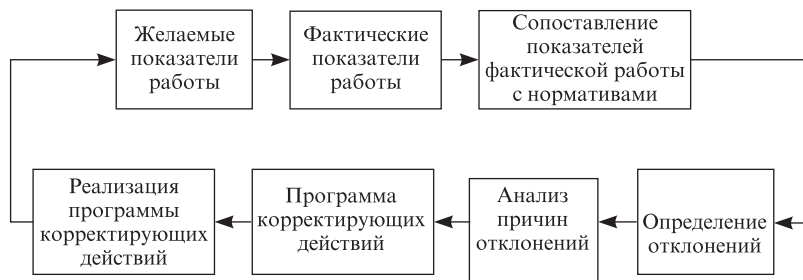 Желаемые
показатели
работы
Фактические
показатели
работы
Сопоставление
показателей
фактической работы
с нормативами
Реализация
программы
корректирующих
действий
Программа
корректирующих
действий
Анализ
причин
отклонений
Определение
отклонений